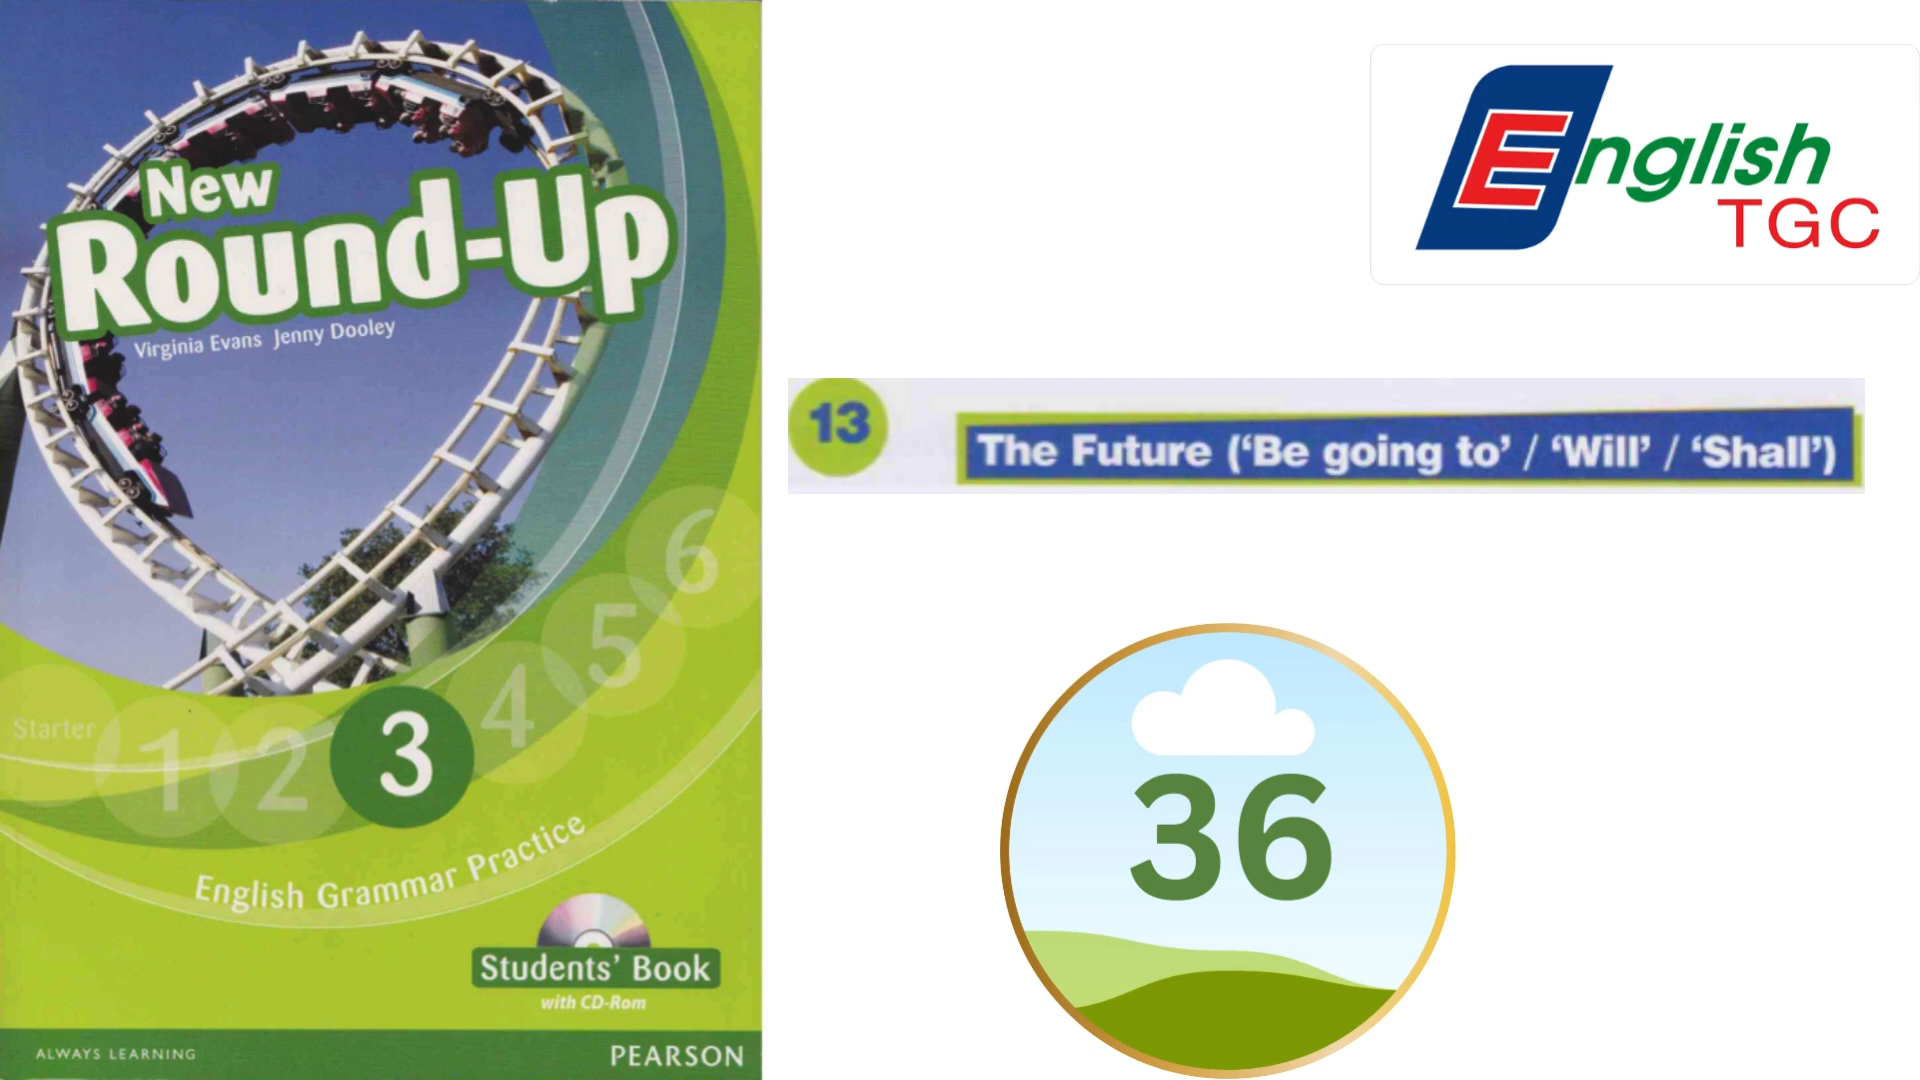 New
Round-Up
Virginia Evans Jenny Dooley
Starter
1 2 3 4 5 6
English Grammar Practice
Students' Book
with CD-Rom
ALWAYS LEARNING
PEARSON
English
TGC
13
The Future ('Be going to' / 'Will' / 'Shall')
36